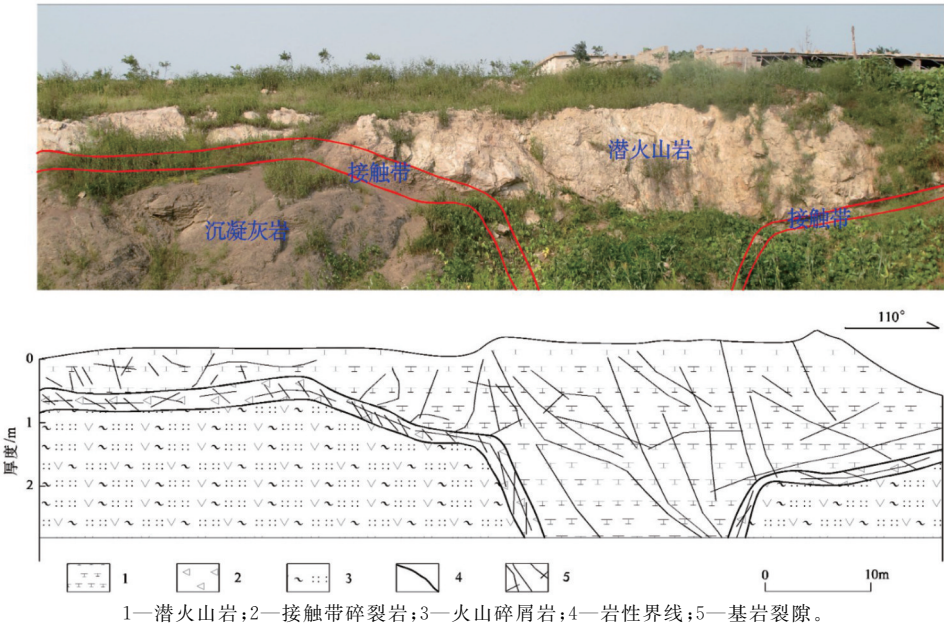 潜火山岩
接触带
接触带
沉凝灰岩
110°
0
1
2
厚度/m
1
2
3
4
5
0 10m
1—潜火山岩;2—接触带碎裂岩;3—火山碎屑岩;4—岩性界线;5—基岩裂隙。